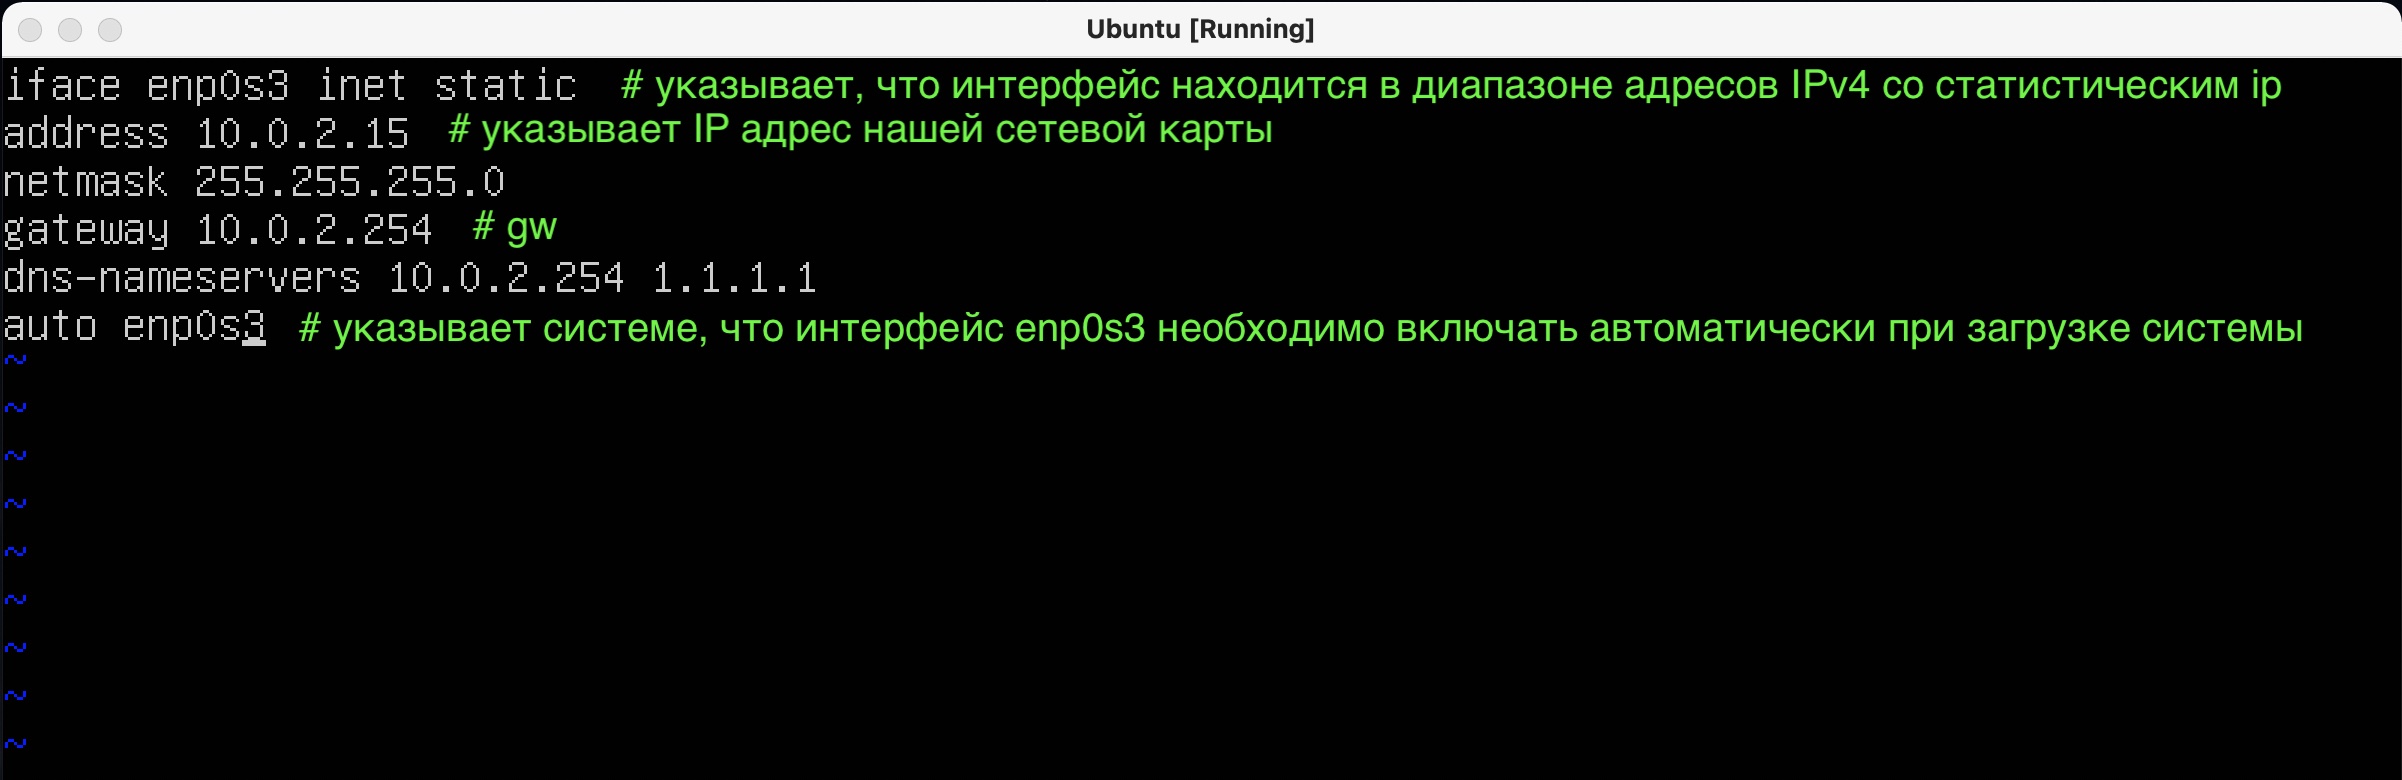 Ubuntu [Running]
iface enp0s3 inet static # указывает, что интерфейс находится в диапазоне адресов IPv4 со статистическим ip
address 10.0.2.15 # указывает IP адрес нашей сетевой карты
netmask 255.255.255.0
gateway 10.0.2.254 # gw
dns-nameservers 10.0.2.254 1.1.1.1
auto enp0s3 # указывает системе, что интерфейс enp0s3 необходимо включать автоматически при загрузке системы
~
~
~
~
~
~
~
~
~